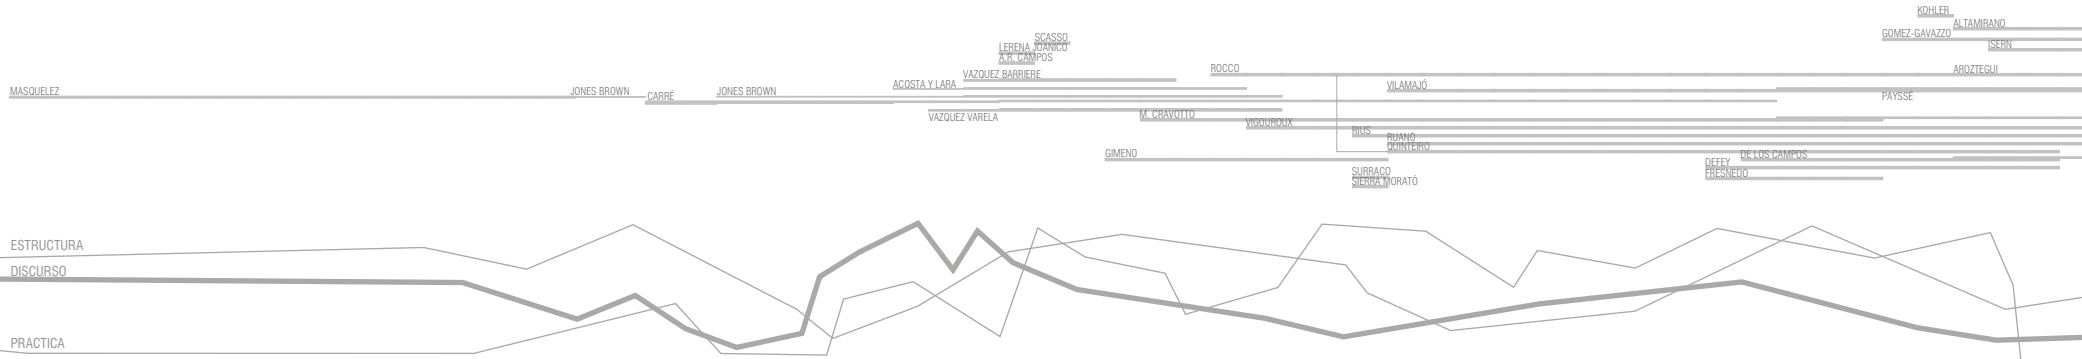 KOHLER
ALTAMIRANO
GOMEZ-GAVAZZO
ISERN
SCASSO
LERENA JOANICO
A.R. CAMPOS
VAZQUEZ BARRIERE
ROCCO
AROZTEGUI
MASQUELEZ
JONES BROWN
CARRÉ
JONES BROWN
ACOSTA Y LARA
VILAMAJÓ
PAYSSÉ
VAZQUEZ VARELA
M. CRAVOTTO
VIGOUROUX
RIUS
RUANO
QUINTEIRO
GIMENO
DE LOS CAMPOS
DEFEY
FRESNEDO
SURRACO
SIERRA MORATÓ
ESTRUCTURA
DISCURSO
PRACTICA